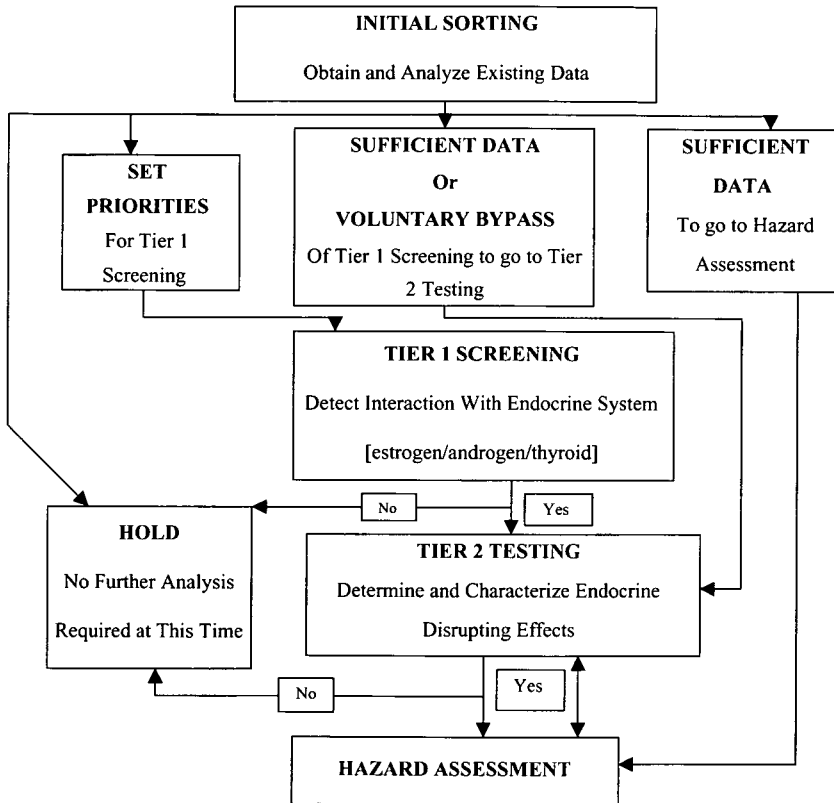 INITIAL SORTING
Obtain and Analyze Existing Data
SET
PRIORITIES
For Tier 1
Screening
SUFFICIENT DATA
Or
VOLUNTARY BYPASS
Of Tier 1 Screening to go to Tier
2 Testing
SUFFICIENT
DATA
To go to Hazard
Assessment
TIER 1 SCREENING
Detect Interaction With Endocrine System
[estrogen/androgen/thyroid]
No
Yes
HOLD
No Further Analysis
Required at This Time
TIER 2 TESTING
Determine and Characterize Endocrine
Disrupting Effects
No
Yes
HAZARD ASSESSMENT